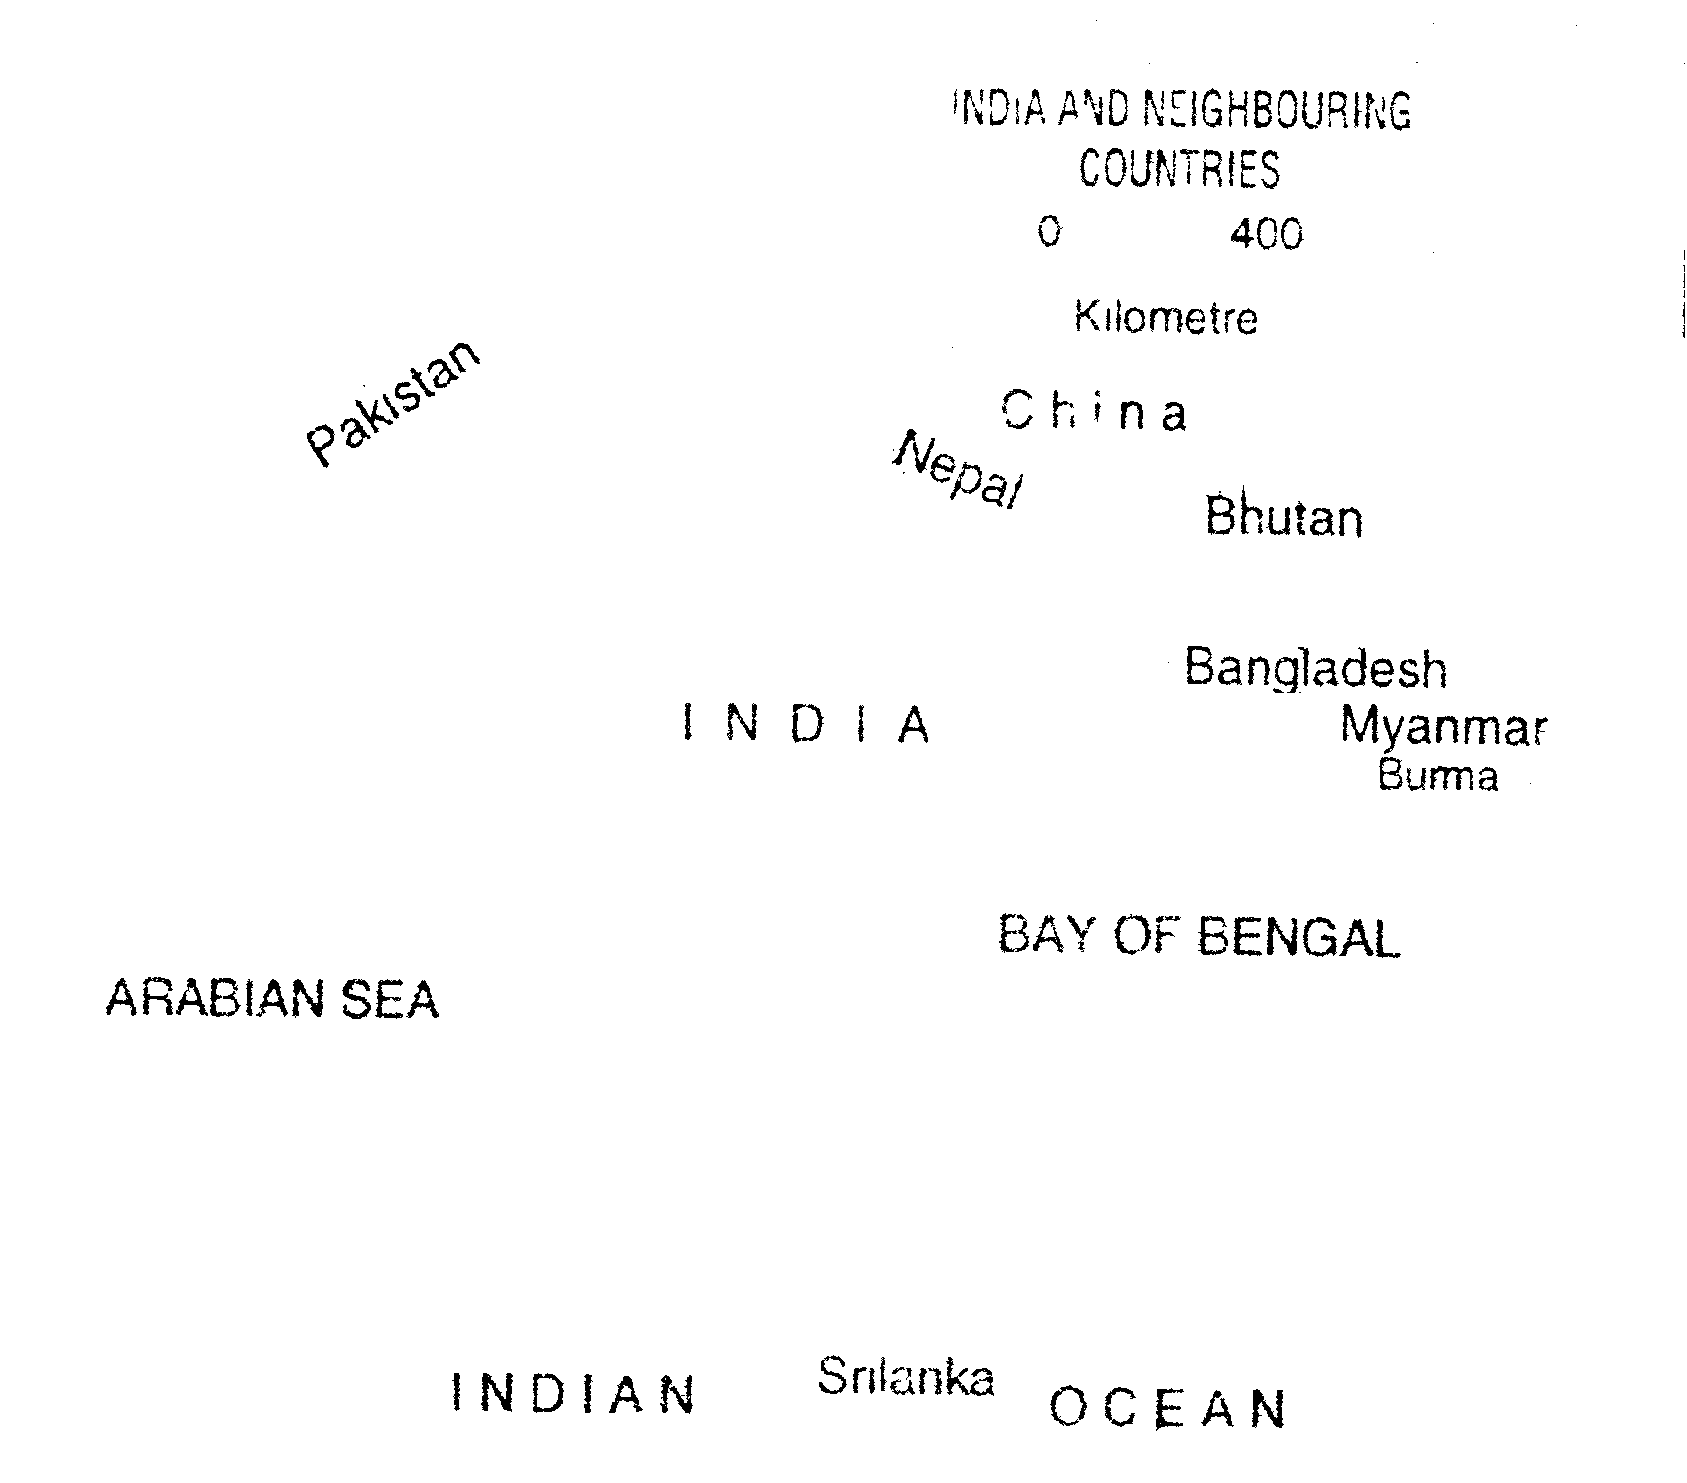 INDIA AND NEIGHBOURING
COUNTRIES
0 400
Kilometre
Pakistan
China
Nepal
Bhutan
Bangladesh
INDIA
Myanmar
Burma
BAY OF BENGAL
ARABIAN SEA
Srilanka
INDIAN OCEAN